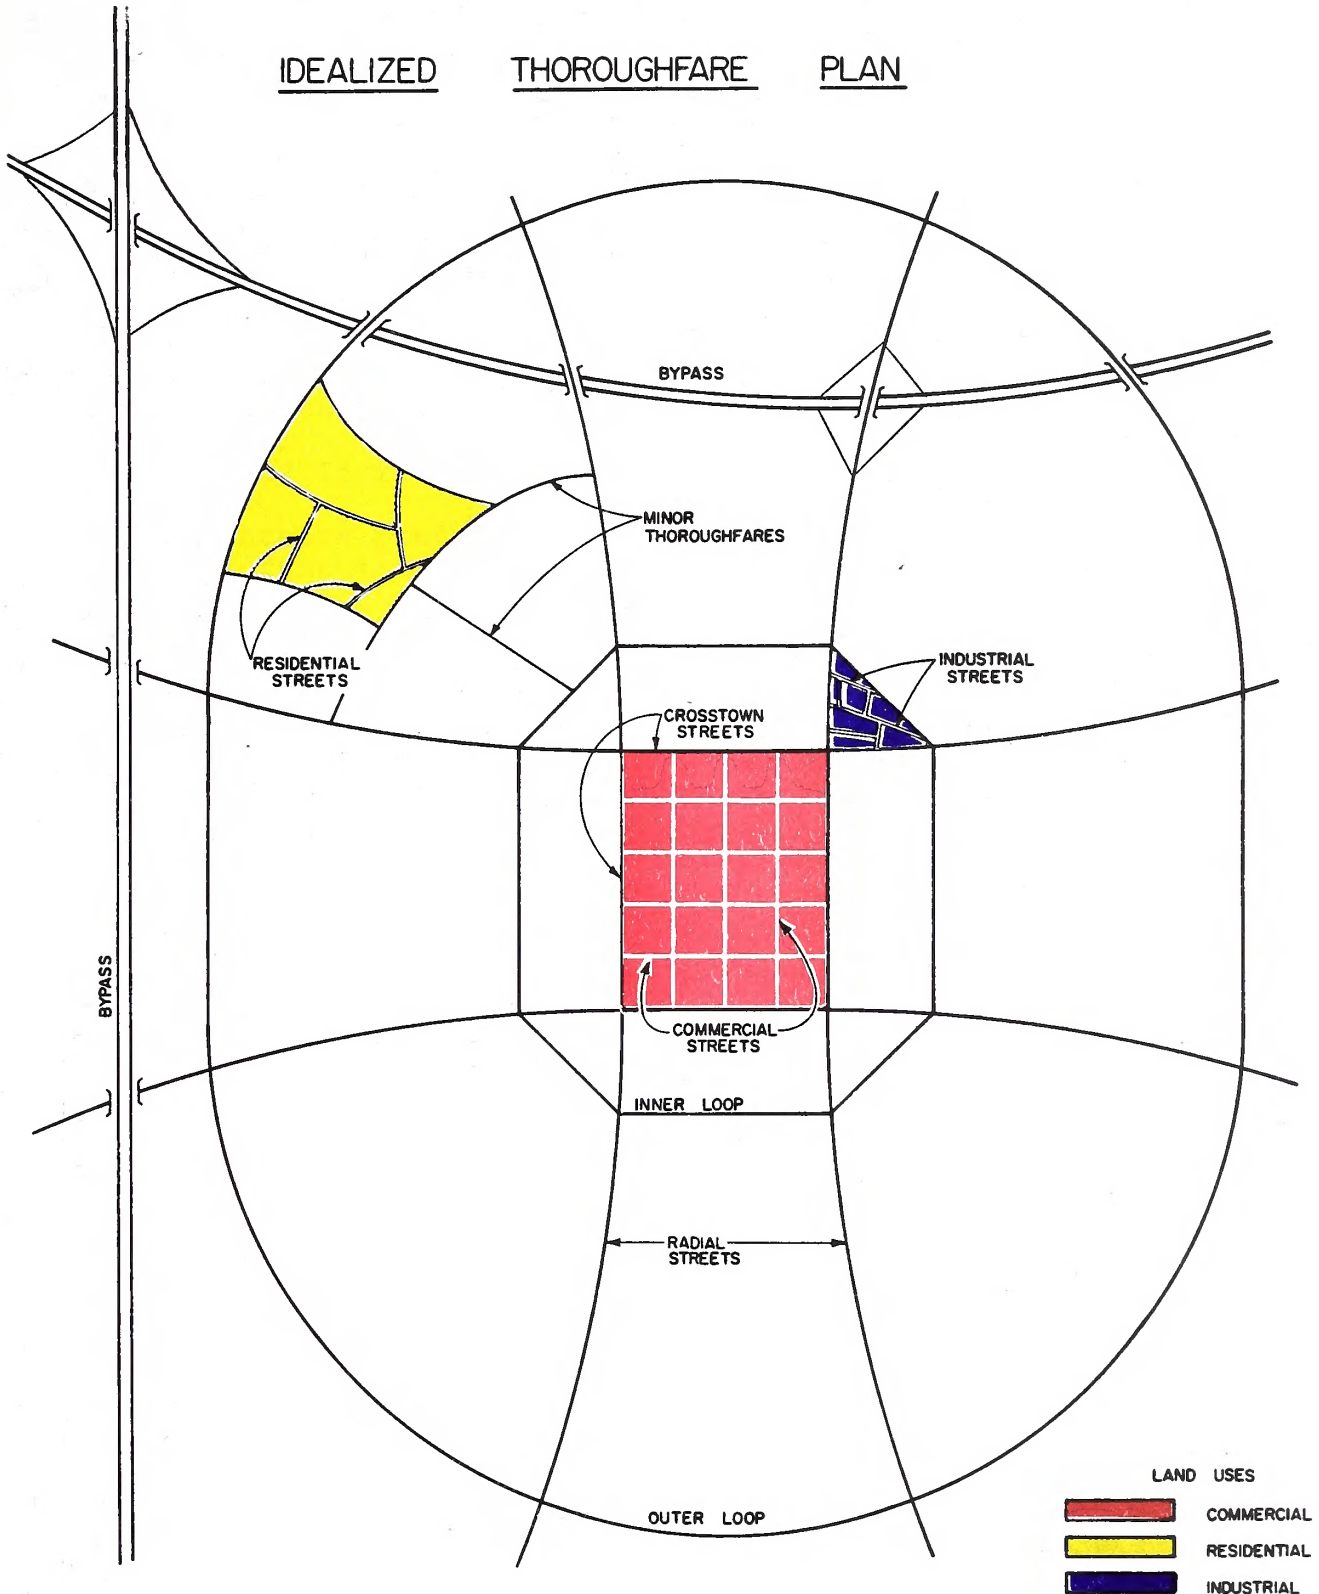 IDEALIZED THOROUGHFARE PLAN
BYPASS
MINOR
THOROUGHFARES
RESIDENTIAL
STREETS
INDUSTRIAL
STREETS
CROSSTOWN
STREETS
BYPASS
COMMERCIAL
STREETS
INNER LOOP
RADIAL
STREETS
OUTER LOOP
LAND USES
COMMERCIAL
RESIDENTIAL
INDUSTRIAL